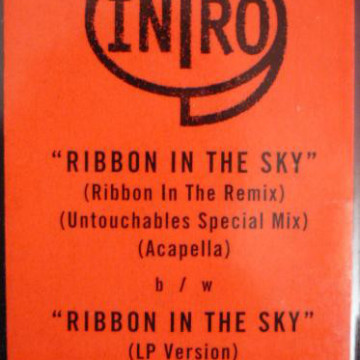 INTRO
"RIBBON IN THE SKY"
(Ribbon In The Remix)
(Untouchables Special Mix)
(Acapella)
b / w
"RIBBON IN THE SKY"
(LP Version)